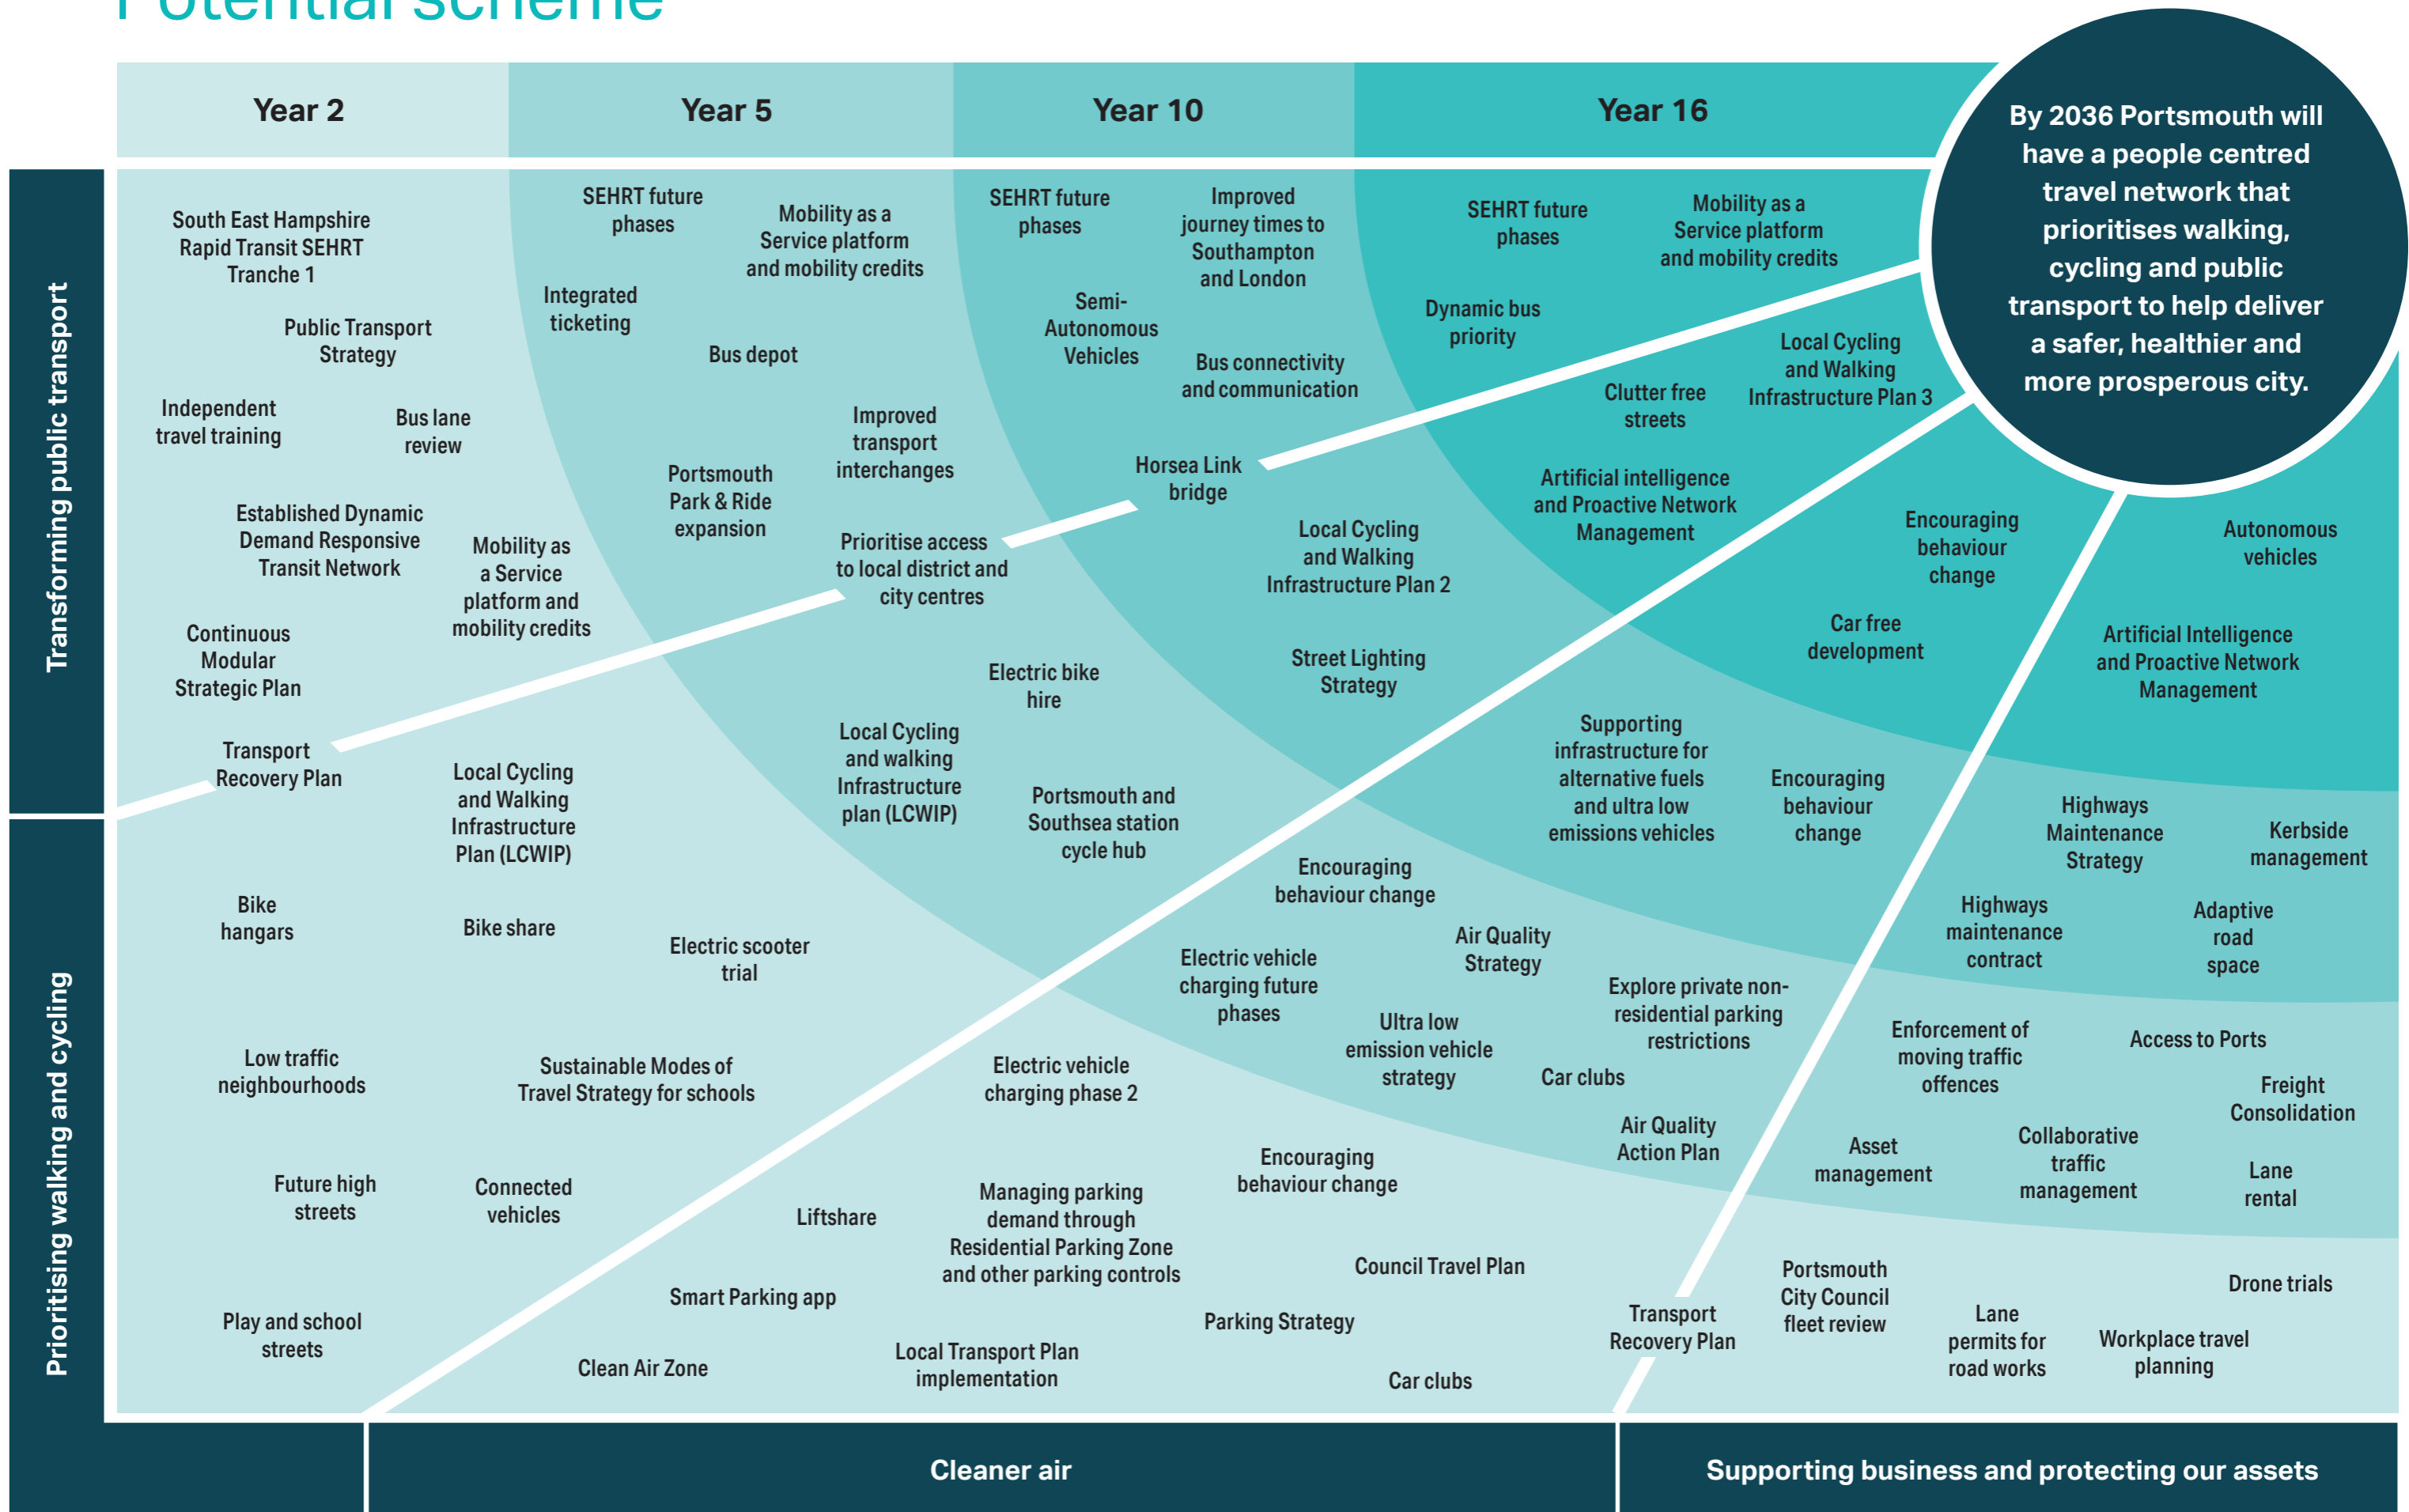 Potential scheme
Year 2
Year 5
Year 10
Year 16
By 2036 Portsmouth will
have a people centred
travel network that
prioritises walking,
cycling and public
transport to help deliver
a safer, healthier and
more prosperous city.
Transforming public transport
South East Hampshire
Rapid Transit SEHRT
Tranche 1
Public Transport
Strategy
Independent
travel training
Bus lane
review
Established Dynamic
Demand Responsive
Transit Network
Mobility as
a Service
platform and
mobility credits
Continuous
Modular
Strategic Plan
Transport
Recovery Plan
SEHRT future
phases
Mobility as a
Service platform
and mobility credits
Integrated
ticketing
Bus depot
Improved
transport
interchanges
Portsmouth
Park & Ride
expansion
Prioritise access
to local district and
city centres
SEHRT future
phases
Improved
journey times to
Southampton
and London
Semi-
Autonomous
Vehicles
Bus connectivity
and communication
Horsea Link
bridge
SEHRT future
phases
Mobility as a
Service platform
and mobility credits
Dynamic bus
priority
Prioritising walking and cycling
Local Cycling
and Walking
Infrastructure
Plan (LCWIP)
Bike
hangars
Bike share
Electric scooter
trial
Low traffic
neighbourhoods
Sustainable Modes of
Travel Strategy for schools
Future high
streets
Connected
vehicles
Play and school
streets
Electric bike
hire
Local Cycling
and walking
Infrastructure
plan (LCWIP)
Portsmouth and
Southsea station
cycle hub
Local Cycling
and Walking
Infrastructure Plan 2
Street Lighting
Strategy
Local Cycling
and Walking
Infrastructure Plan 3
Clutter free
streets
Artificial intelligence
and Proactive Network
Management
Cleaner air
Electric vehicle
charging phase 2
Encouraging
behaviour change
Liftshare
Managing parking
demand through
Residential Parking Zone
and other parking controls
Council Travel Plan
Smart Parking app
Parking Strategy
Clean Air Zone
Local Transport Plan
implementation
Car clubs
Transport
Recovery Plan
Encouraging
behaviour change
Air Quality
Strategy
Electric vehicle
charging future
phases
Explore private non-
residential parking
restrictions
Ultra low
emission vehicle
strategy
Car clubs
Air Quality
Action Plan
Supporting
infrastructure for
alternative fuels
and ultra low
emissions vehicles
Encouraging
behaviour
change
Encouraging
behaviour
change
Car free
development
Supporting business and protecting our assets
Portsmouth
City Council
fleet review
Drone trials
Lane
permits for
road works
Workplace travel
planning
Enforcement of
moving traffic
offences
Access to Ports
Freight
Consolidation
Asset
management
Collaborative
traffic
management
Lane
rental
Highways
Maintenance
Strategy
Kerbside
management
Highways
maintenance
contract
Adaptive
road
space
Autonomous
vehicles
Artificial Intelligence
and Proactive Network
Management